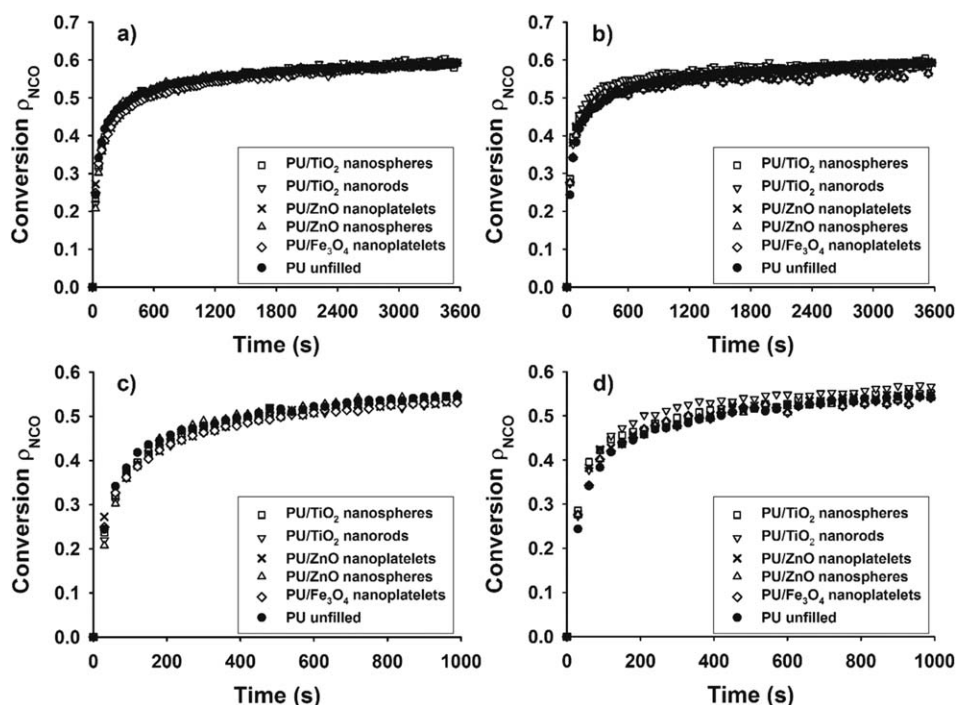 a)
Conversion ρNCO
0.7
0.6
0.5
0.4
0.3
0.2
0.1
0.0
PU/TiO2 nanospheres
PU/TiO2 nanorods
PU/ZnO nanoplatelets
PU/ZnO nanospheres
PU/Fe3O4 nanoplatelets
PU unfilled
0 600 1200 1800 2400 3000 3600
Time (s)
b)
Conversion ρNCO
0.7
0.6
0.5
0.4
0.3
0.2
0.1
0.0
PU/TiO2 nanospheres
PU/TiO2 nanorods
PU/ZnO nanoplatelets
PU/ZnO nanospheres
PU/Fe3O4 nanoplatelets
PU unfilled
0 600 1200 1800 2400 3000 3600
Time (s)
c)
Conversion ρNCO
0.6
0.5
0.4
0.3
0.2
0.1
0.0
PU/TiO2 nanospheres
PU/TiO2 nanorods
PU/ZnO nanoplatelets
PU/ZnO nanospheres
PU/Fe3O4 nanoplatelets
PU unfilled
0 200 400 600 800 1000
Time (s)
d)
Conversion ρNCO
0.6
0.5
0.4
0.3
0.2
0.1
0.0
PU/TiO2 nanospheres
PU/TiO2 nanorods
PU/ZnO nanoplatelets
PU/ZnO nanospheres
PU/Fe3O4 nanoplatelets
PU unfilled
0 200 400 600 800 1000
Time (s)